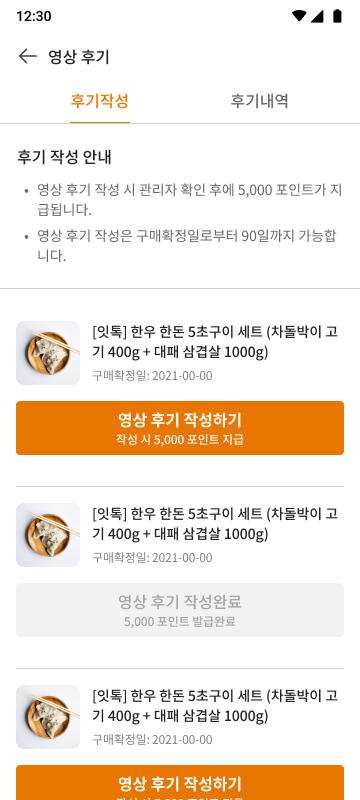 12:30
영상 후기
후기작성
후기내역
후기 작성 안내
• 영상 후기 작성 시 관리자 확인 후에 5,000 포인트가 지
급됩니다.
• 영상 후기 작성은 구매확정일로부터 90일까지 가능합
니다.
[잇톡] 한우 한돈 5초구이 세트 (차돌박이 고
기 400g + 대패 삼겹살 1000g)
구매확정일: 2021-00-00
영상 후기 작성하기
작성 시 5,000 포인트 지급
[잇톡] 한우 한돈 5초구이 세트 (차돌박이 고
기 400g + 대패 삼겹살 1000g)
구매확정일: 2021-00-00
영상 후기 작성완료
5,000 포인트 발급완료
[잇톡] 한우 한돈 5초구이 세트 (차돌박이 고
기 400g + 대패 삼겹살 1000g)
구매확정일: 2021-00-00
영상 후기 작성하기